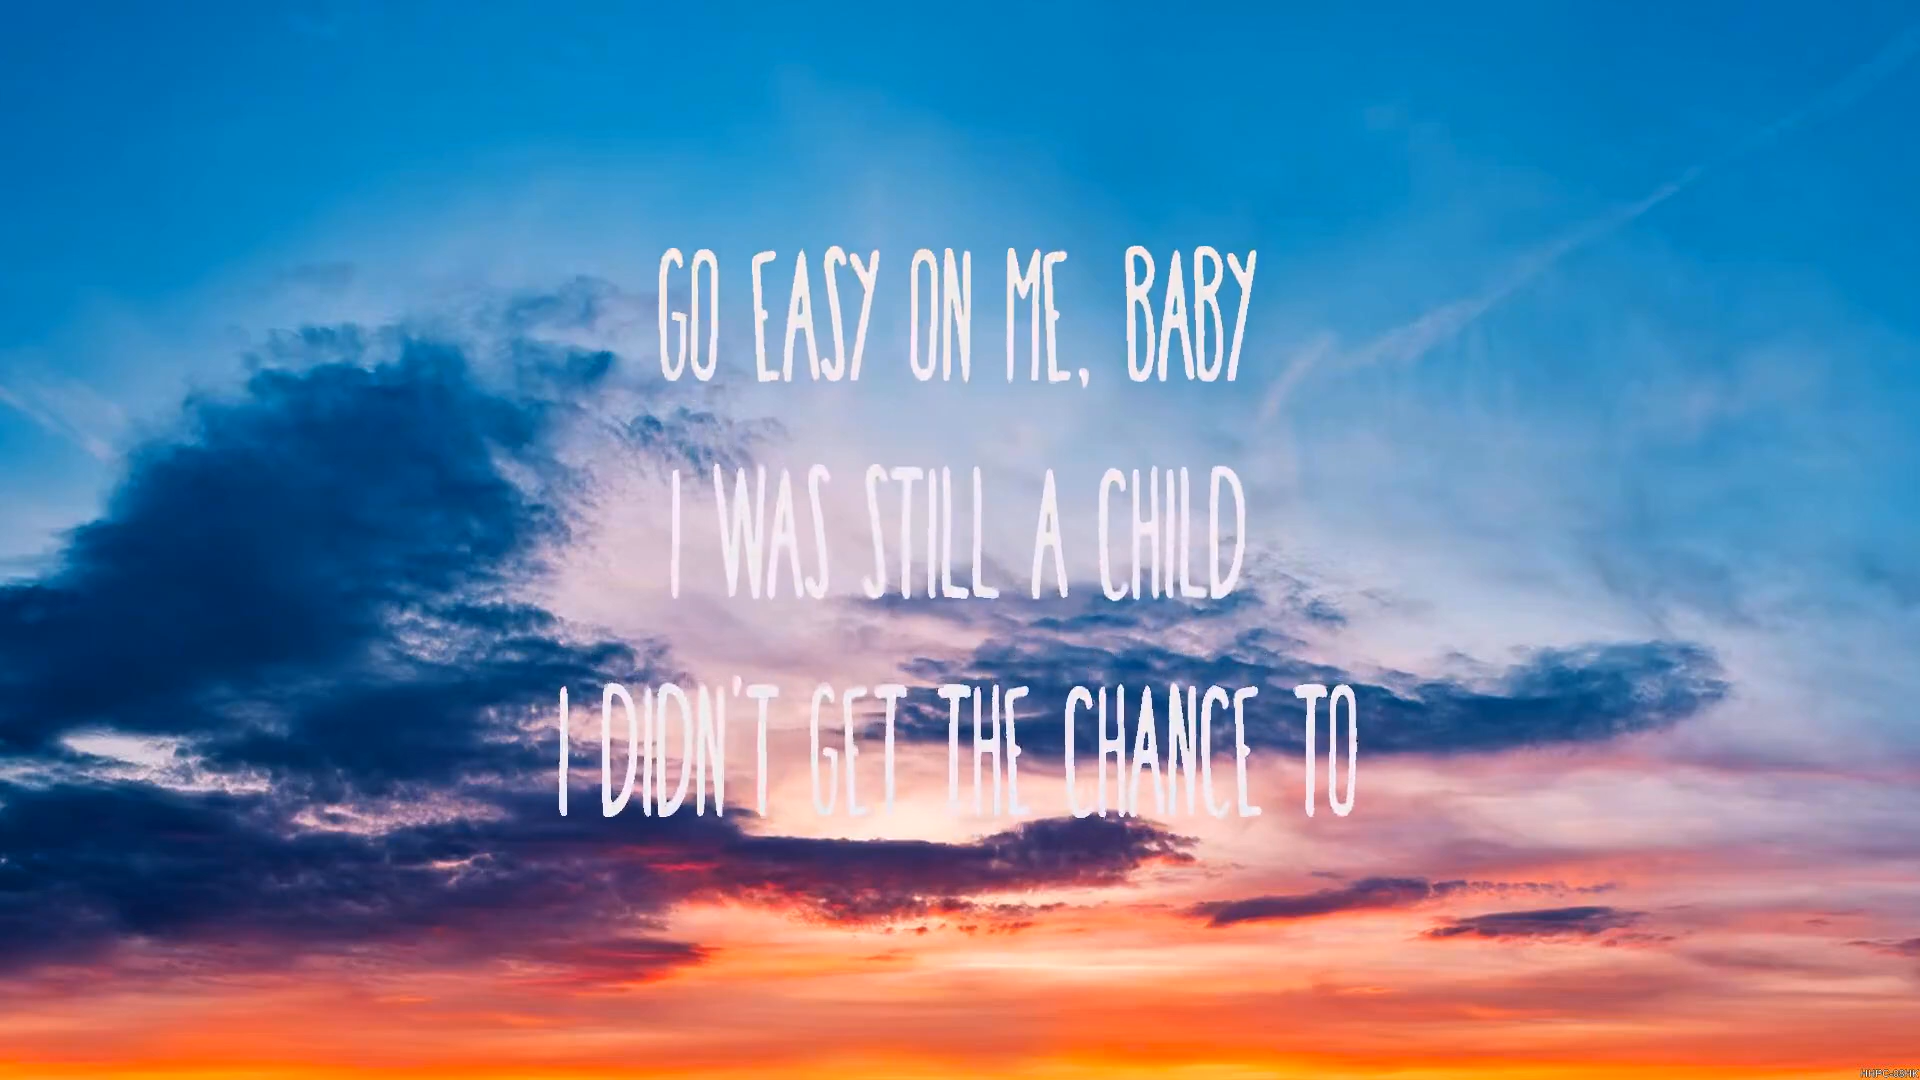 GO EASY ON ME, BABY
I WAS STILL A CHILD
I DIDN'T GET THE CHANCE TO